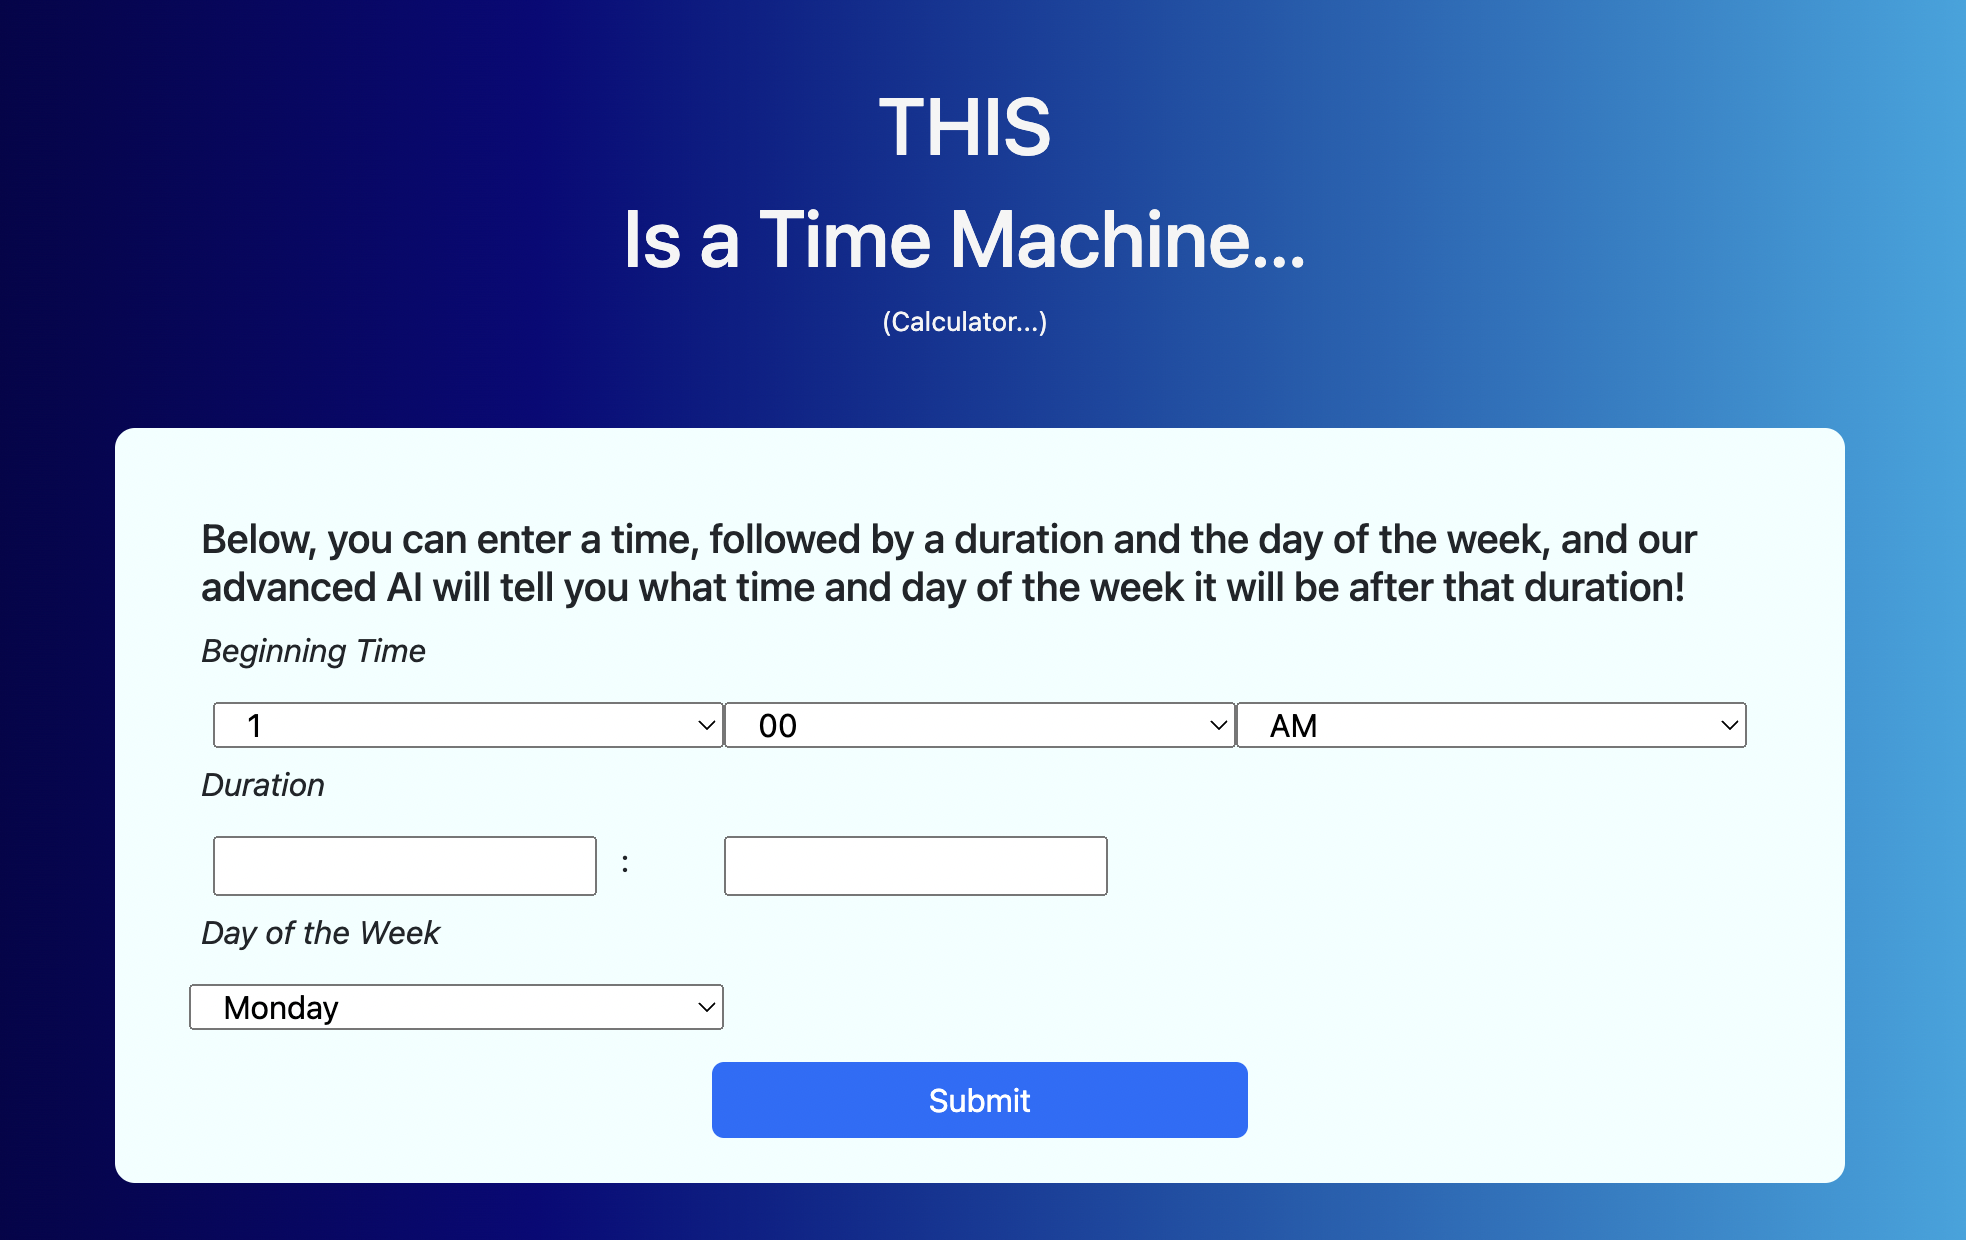 THIS
Is a Time Machine...
(Calculator...)
Below, you can enter a time, followed by a duration and the day of the week, and our
advanced AI will tell you what time and day of the week it will be after that duration!
Beginning Time
1 00 AM
Duration
:
Day of the Week
Monday
Submit